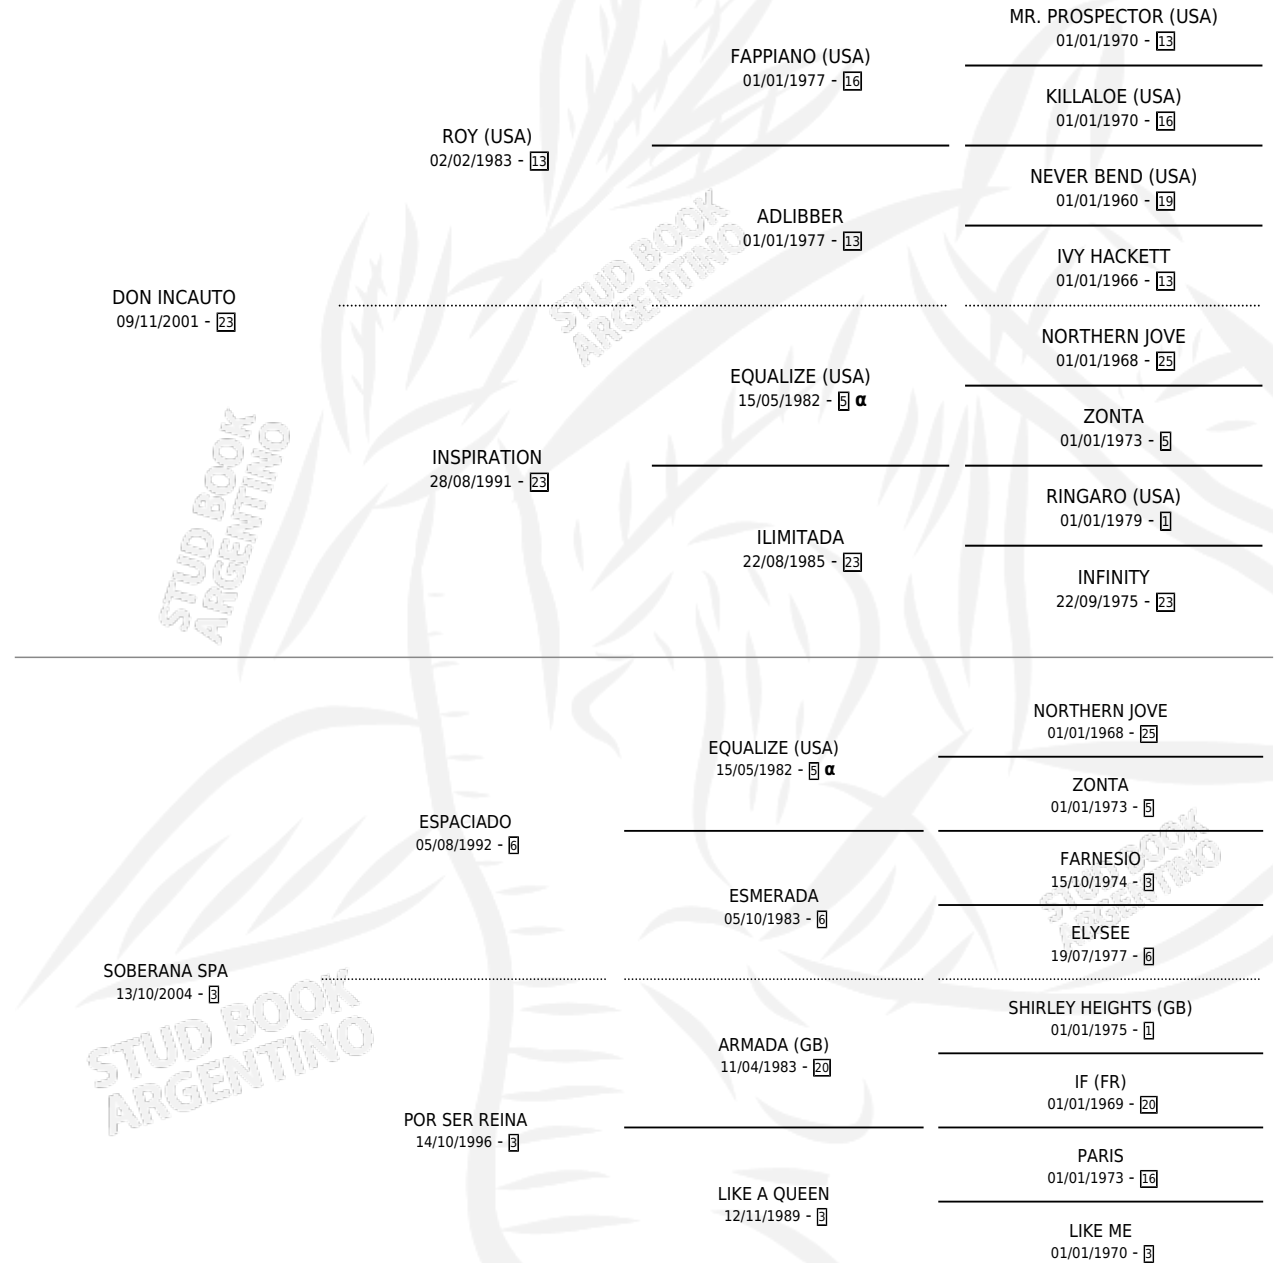 MR. PROSPECTOR (USA)
01/01/1970 - 13
FAPPIANO (USA)
01/01/1977 - 16
KILLALOE (USA)
01/01/1970 - 16
ROY (USA)
02/02/1983 - 13
NEVER BEND (USA)
01/01/1960 - 19
ADLIBBER
01/01/1977 - 13
IVY HACKETT
01/01/1966 - 13
STUD BOOK
ARGENTINO
DON INCAUTO
09/11/2001 - 23
NORTHERN JOVE
01/01/1968 - 25
EQUALIZE (USA)
15/05/1982 - 5 α
ZONTA
01/01/1973 - 5
INSPIRATION
28/08/1991 - 23
RINGARO (USA)
01/01/1979 - 1
ILIMITADA
22/08/1985 - 23
INFINITY
22/09/1975 - 23
STUD BOOK
ARGENTINO
NORTHERN JOVE
01/01/1968 - 25
EQUALIZE (USA)
15/05/1982 - 5 α
ZONTA
01/01/1973 - 5
ESPACIADO
05/08/1992 - 6
FARNESIO
15/10/1974 - 3
ESMERADA
05/10/1983 - 6
ELYSEE
19/07/1977 - 6
STUD BOOK
ARGENTINO
SOBERANA SPA
13/10/2004 - 3
SHIRLEY HEIGHTS (GB)
01/01/1975 - 1
ARMADA (GB)
11/04/1983 - 20
IF (FR)
01/01/1969 - 20
POR SER REINA
14/10/1996 - 3
PARIS
01/01/1973 - 16
LIKE A QUEEN
12/11/1989 - 3
LIKE ME
01/01/1970 - 3
STUD BOOK
ARGENTINO